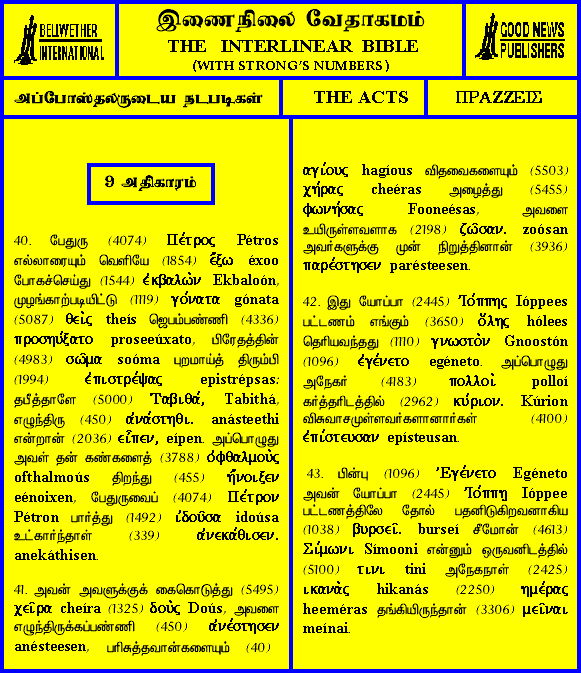 BELLWETHER
INTERNATIONAL
இணைநிலை வேதாகமம்
THE INTERLINEAR BIBLE
(WITH STRONG'S NUMBERS)
GOOD NEWS
PUBLISHERS
அப்போஸ்தலருடைய நடபடிகள்
THE ACTS
ΠΡΑΖΖΕΙΣ
9 அதிகாரம்
40. பேதுரு (4074) Πέτρος Pétros
எல்லாரையும் வெளியே (1854) ἔξω éxoo
போகச்செய்து (1544) ἐκβαλὼν Ekbaloón,
முழங்காற்படியிட்டு (1119) γόνατα gónata
(5087) θεὶς theís ஜெபம்பண்ணி (4336)
προσηύξατο proseeúxato, பிரேதத்தின்
(4983) σῶμα soóma புறமாய்த் திரும்பி
(1994) ἐπιστρέψας epistrépsas:
தபீத்தாளே (5000) Ταβιθά, Tabithá,
எழுந்திரு (450) ἀνάστηθι. anásteethi
என்றான் (2036) εἶπεν, eípen. அப்பொழுது
அவள் தன் கண்களைத் (3788) ὀφθαλμοὺς
ofthalmoús திறந்து (455) ἤνοιξεν
eénoixen, பேதுருவைப் (4074) Πέτρον
Pétron பார்த்து (1492) ἰδοῦσα idoúsa
உட்கார்ந்தாள் (339) ἀνεκάθισεν.
anekáthisen.
41. அவன் அவளுக்குக் கைகொடுத்து (5495)
χεῖρα cheíra (1325) δοὺς Doús, அவளை
எழுந்திருக்கப்பண்ணி (450) ἀνέστησεν
anésteesen, பரிசுத்தவான்களையும் (40)
αγίους hagíous விதவைகளையும் (5503)
χήρας cheéras அழைத்து (5455)
φωνήσας Fooneésas, அவளை
உயிருள்ளவளாக (2198) ζῶσαν. zoósan
அவர்களுக்கு முன் நிறுத்தினான் (3936)
παρέστησεν parésteesen.
42. இது யோப்பா (2445) Ἰόππης Ióppees
பட்டணம் எங்கும் (3650) ὅλης hólees
தெரியவந்தது (1110) γνωστὸν Gnoostón
(1096) ἐγένετο egéneto. அப்பொழுது
அநேகர் (4183) πολλοὶ polloí
கர்த்தரிடத்தில் (2962) κύριον. Kúrion
விசுவாசமுள்ளவர்களானார்கள் (4100)
ἐπίστευσαν epísteusan.
43. பின்பு (1096) Ἐγένετο Egéneto
அவன் யோப்பா (2445) Ἰόππῃ Ióppee
பட்டணத்திலே தோல் பதனிடுகிறவனாகிய
(1038) βυρσεῖ. burseí சீமோன் (4613)
Σίμωνι Símooni என்னும் ஒருவனிடத்தில்
(5100) τινι tini அநேகநாள் (2425)
ικανὰς hikanás (2250) ημέρας
heeméras தங்கியிருந்தான் (3306) μεῖναι
meínai.